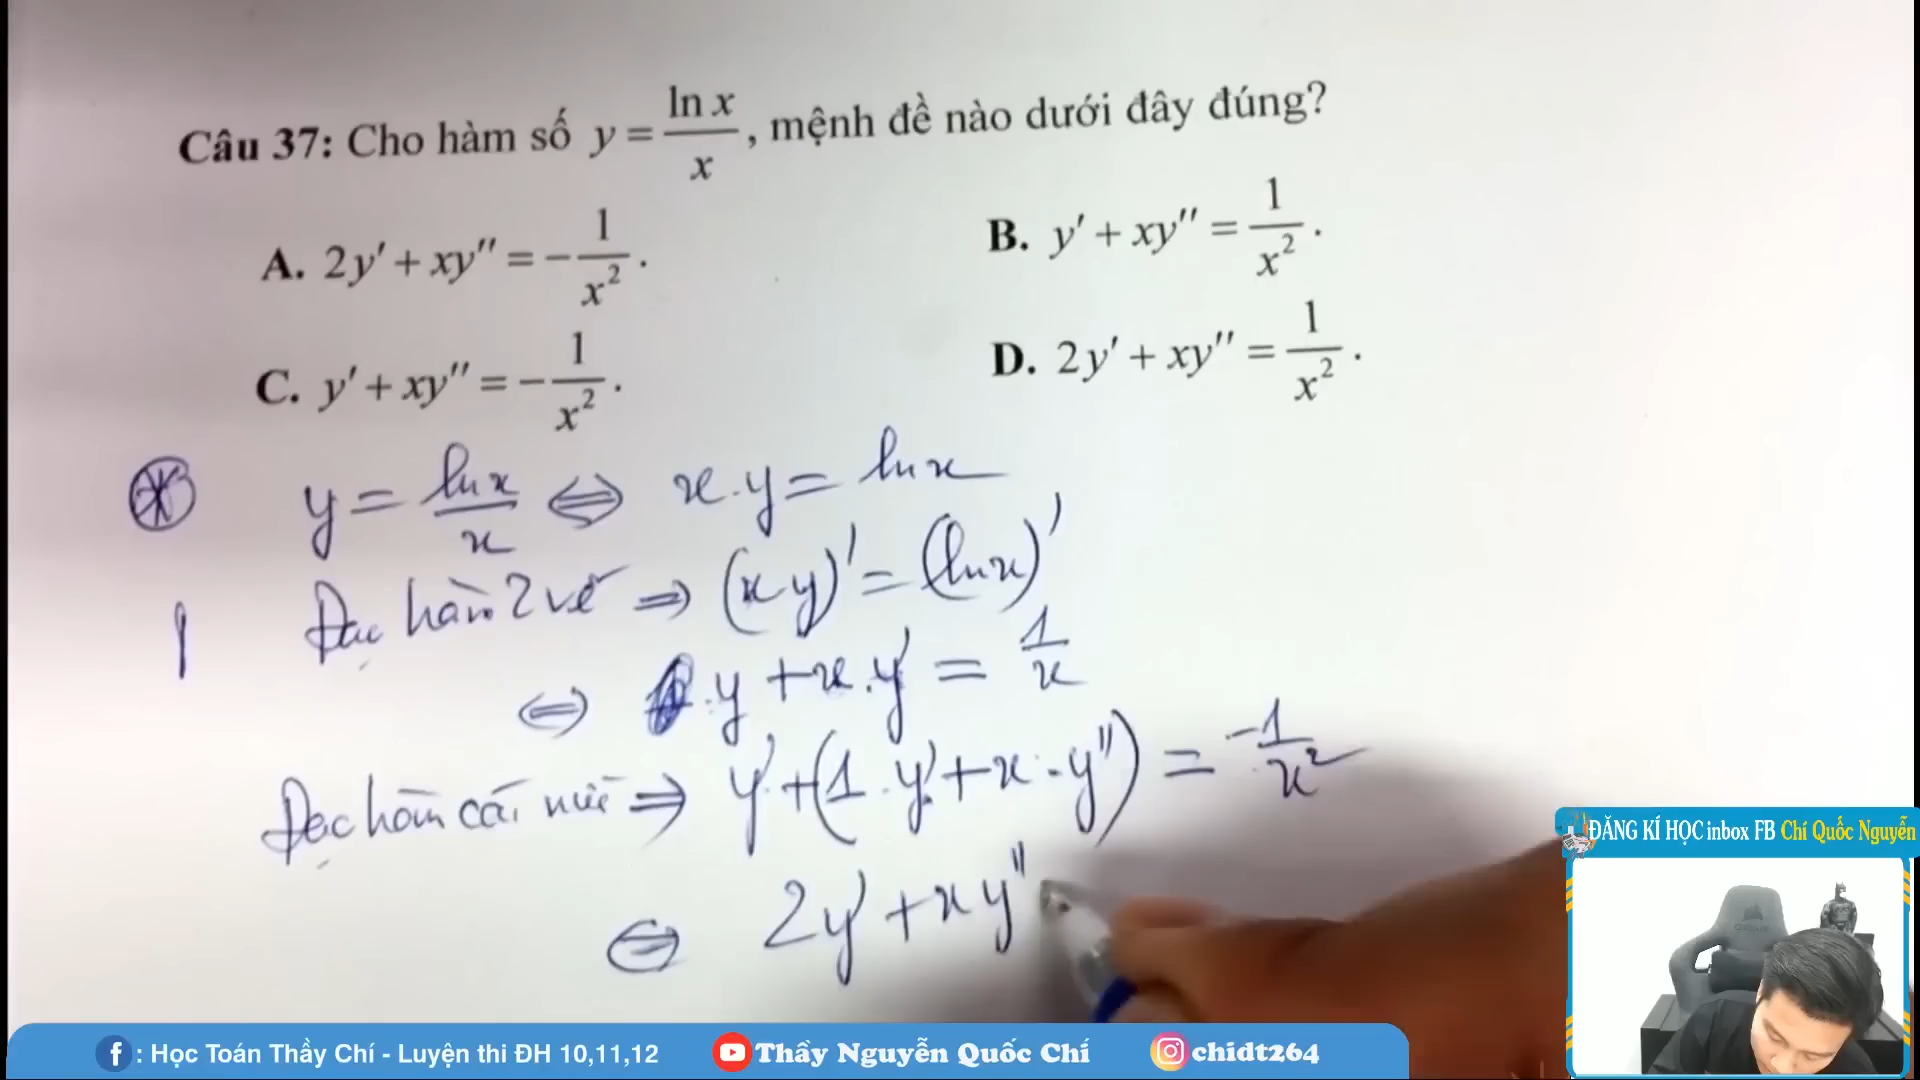 Câu 37: Cho hàm số y = ln x / x , mệnh đề nào dưới đây đúng?
A. 2y′ + xy″ = −1/x².
B. y′ + xy″ = 1/x².
C. y′ + xy″ = −1/x².
D. 2y′ + xy″ = 1/x².
y = ln x / x ⇔ x.y = ln x
Đạo hàm 2 vế ⇒ (xy)′ = (ln x)′
⇔ .y + x.y′ = 1/x
Đạo hàm cái nữa ⇒ y′ + (1.y′ + x.y″) = −1/x²
⇔ 2y′ + xy″
ĐĂNG KÍ HỌC inbox FB Chí Quốc Nguyễn
: Học Toán Thầy Chí - Luyện thi ĐH 10,11,12
Thầy Nguyễn Quốc Chí
chidt264